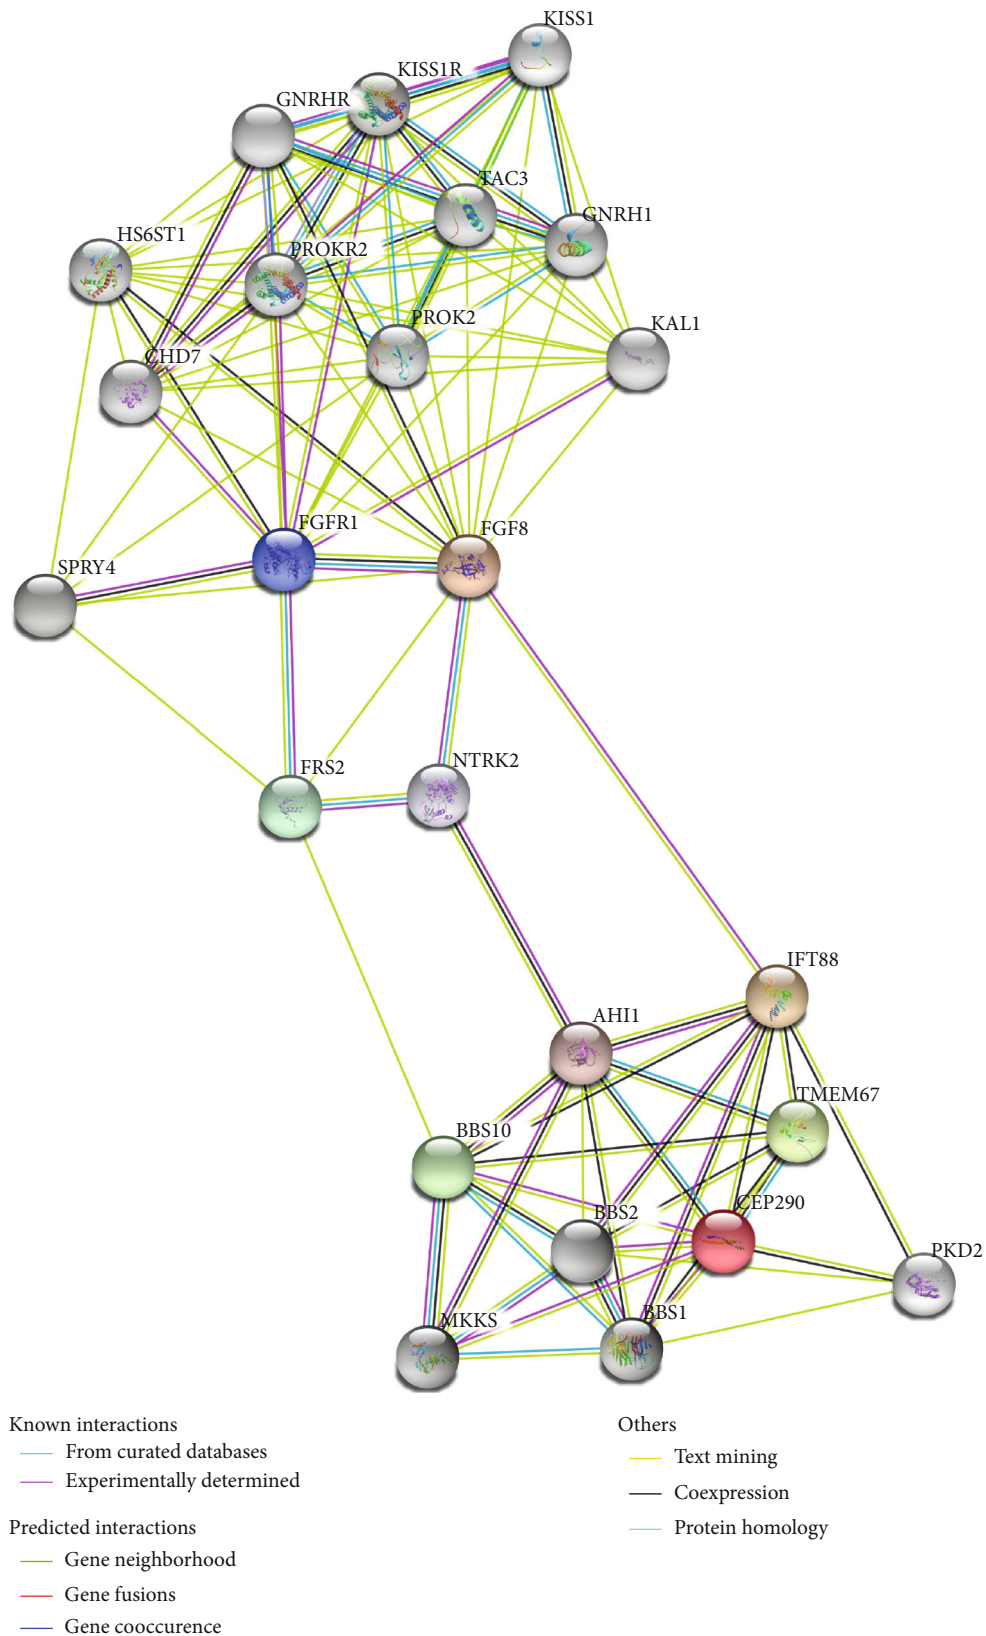 KISS1
KISS1R
GNRHR
TAC3
GNRH1
HS6ST1
PROKR2
PROK2
KAL1
CHD7
FGFR1
FGF8
SPRY4
FRS2
NTRK2
IFT88
AHI1
TMEM67
BBS10
CEP290
BBS2
PKD2
MKKS
BBS1
Known interactions
From curated databases
Experimentally determined
Predicted interactions
Gene neighborhood
Gene fusions
Gene cooccurence
Others
Text mining
Coexpression
Protein homology